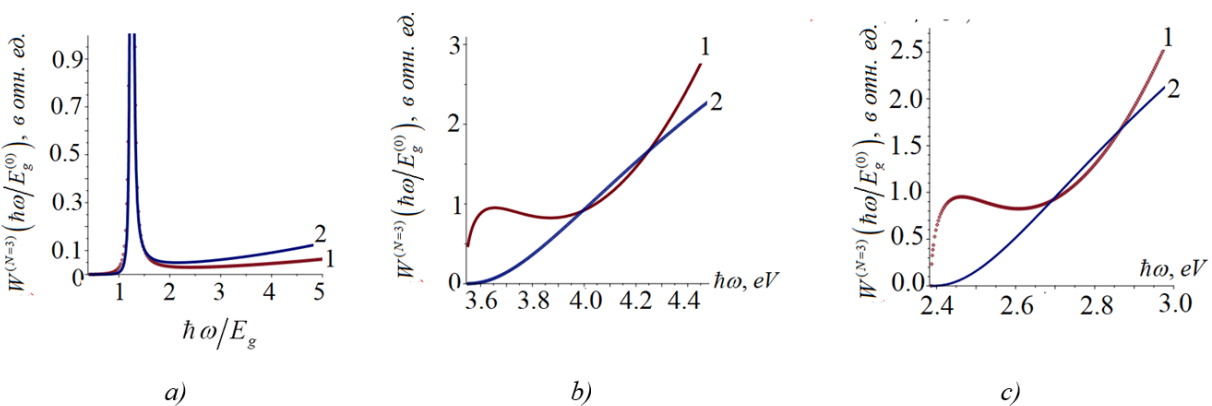 W^(N=3)(ħω/E_g^(0)), в отн. ед.
0.9
0.7
0.5
0.3
0.1
0
1 2 3 4 5
2
1
ħω/E_g
a)
W^(N=3)(ħω/E_g^(0)), в отн. ед.
3
2
1
0
3.6 3.8 4.0 4.2 4.4
1
2
ħω, eV
b)
W^(N=3)(ħω/E_g^(0)), в отн. ед.
2.5
2.0
1.5
1.0
0.5
0.0
2.4 2.6 2.8 3.0
1
2
ħω, eV
c)